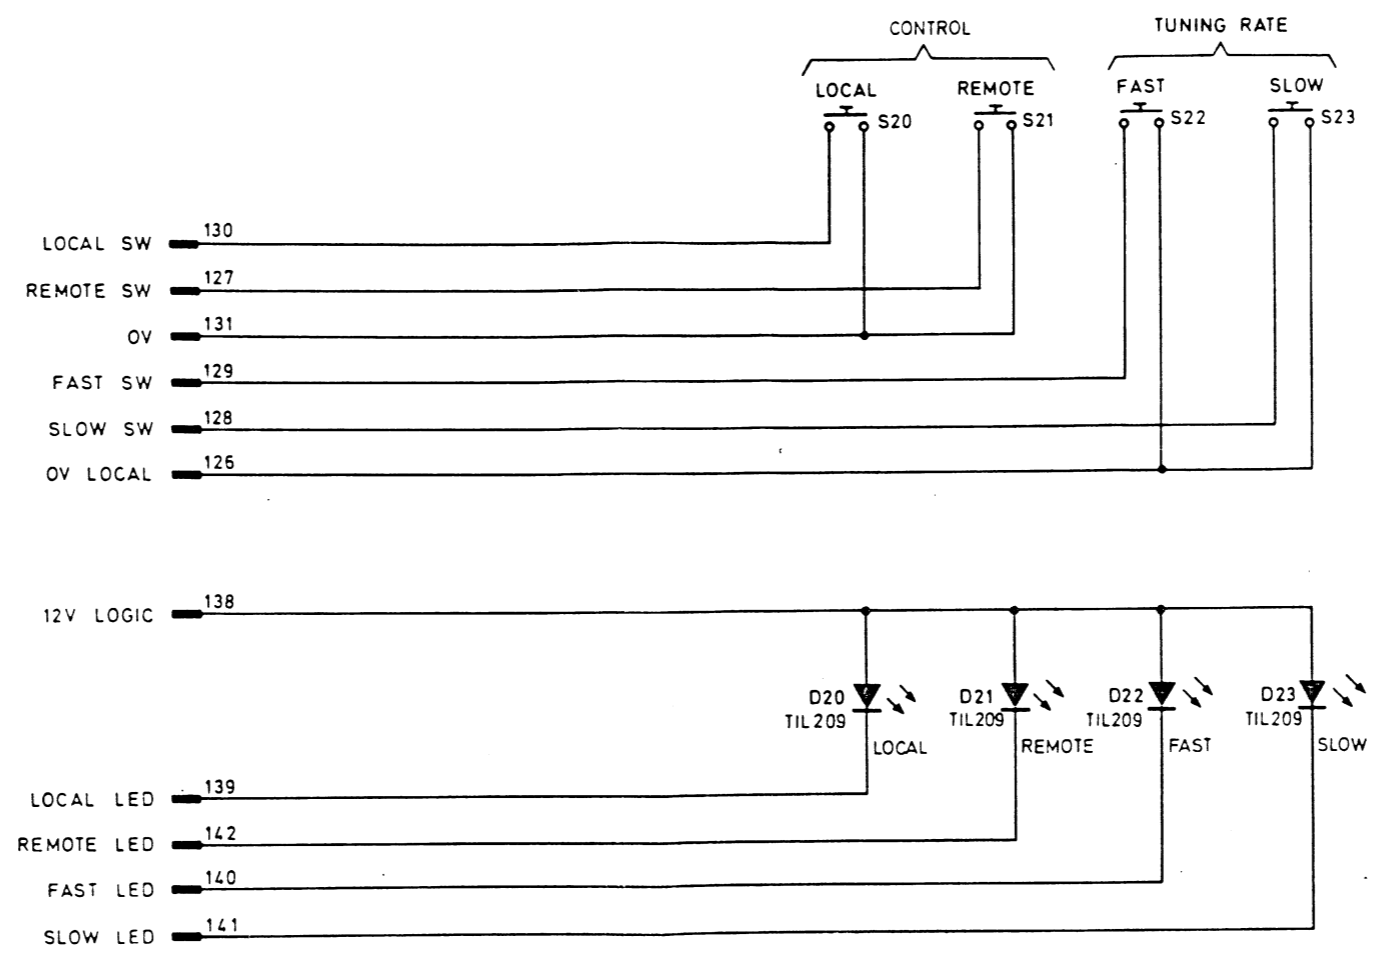 CONTROL
TUNING RATE
LOCAL
REMOTE
FAST
SLOW
S20
S21
S22
S23
LOCAL SW
130
REMOTE SW
127
0V
131
FAST SW
129
SLOW SW
128
0V LOCAL
126
12V LOGIC
138
D20
TIL209
LOCAL
D21
TIL209
REMOTE
D22
TIL209
FAST
D23
TIL209
SLOW
LOCAL LED
139
REMOTE LED
142
FAST LED
140
SLOW LED
141